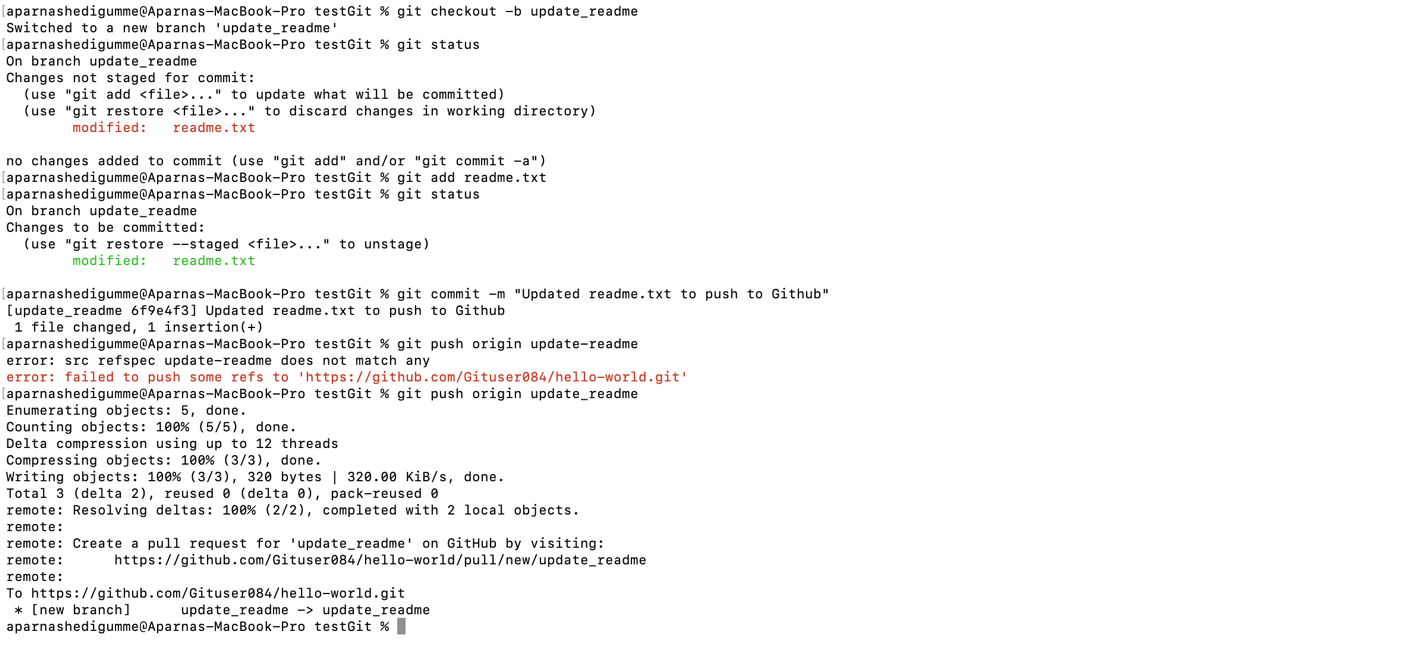 [aparnashedigumme@Aparnas-MacBook-Pro testGit % git checkout -b update_readme
Switched to a new branch 'update_readme'
[aparnashedigumme@Aparnas-MacBook-Pro testGit % git status
On branch update_readme
Changes not staged for commit:
  (use "git add <file>..." to update what will be committed)
  (use "git restore <file>..." to discard changes in working directory)
        modified:   readme.txt

no changes added to commit (use "git add" and/or "git commit -a")
[aparnashedigumme@Aparnas-MacBook-Pro testGit % git add readme.txt
[aparnashedigumme@Aparnas-MacBook-Pro testGit % git status
On branch update_readme
Changes to be committed:
  (use "git restore --staged <file>..." to unstage)
        modified:   readme.txt

[aparnashedigumme@Aparnas-MacBook-Pro testGit % git commit -m "Updated readme.txt to push to Github"
[update_readme 6f9e4f3] Updated readme.txt to push to Github
 1 file changed, 1 insertion(+)
[aparnashedigumme@Aparnas-MacBook-Pro testGit % git push origin update-readme
error: src refspec update-readme does not match any
error: failed to push some refs to 'https://github.com/Gituser084/hello-world.git'
[aparnashedigumme@Aparnas-MacBook-Pro testGit % git push origin update_readme
Enumerating objects: 5, done.
Counting objects: 100% (5/5), done.
Delta compression using up to 12 threads
Compressing objects: 100% (3/3), done.
Writing objects: 100% (3/3), 320 bytes | 320.00 KiB/s, done.
Total 3 (delta 2), reused 0 (delta 0), pack-reused 0
remote: Resolving deltas: 100% (2/2), completed with 2 local objects.
remote:
remote: Create a pull request for 'update_readme' on GitHub by visiting:
remote:      https://github.com/Gituser084/hello-world/pull/new/update_readme
remote:
To https://github.com/Gituser084/hello-world.git
 * [new branch]      update_readme -> update_readme
aparnashedigumme@Aparnas-MacBook-Pro testGit %